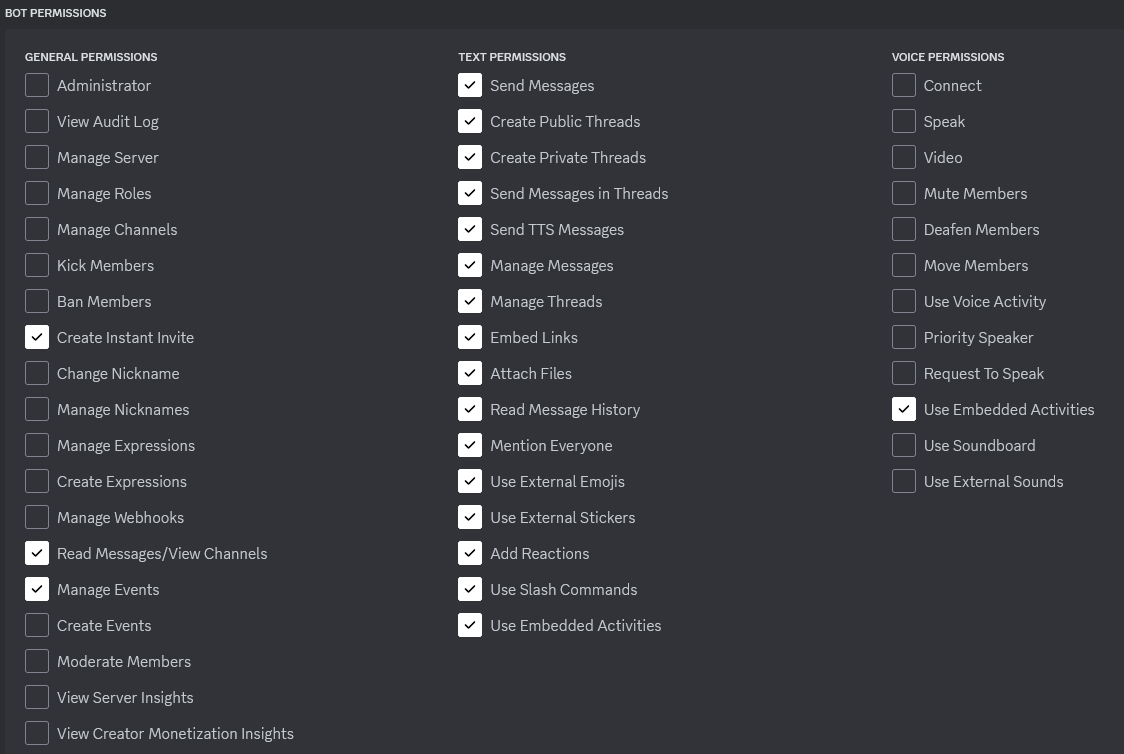 BOT PERMISSIONS
GENERAL PERMISSIONS
Administrator
View Audit Log
Manage Server
Manage Roles
Manage Channels
Kick Members
Ban Members
Create Instant Invite
Change Nickname
Manage Nicknames
Manage Expressions
Create Expressions
Manage Webhooks
Read Messages/View Channels
Manage Events
Create Events
Moderate Members
View Server Insights
View Creator Monetization Insights
TEXT PERMISSIONS
Send Messages
Create Public Threads
Create Private Threads
Send Messages in Threads
Send TTS Messages
Manage Messages
Manage Threads
Embed Links
Attach Files
Read Message History
Mention Everyone
Use External Emojis
Use External Stickers
Add Reactions
Use Slash Commands
Use Embedded Activities
VOICE PERMISSIONS
Connect
Speak
Video
Mute Members
Deafen Members
Move Members
Use Voice Activity
Priority Speaker
Request To Speak
Use Embedded Activities
Use Soundboard
Use External Sounds